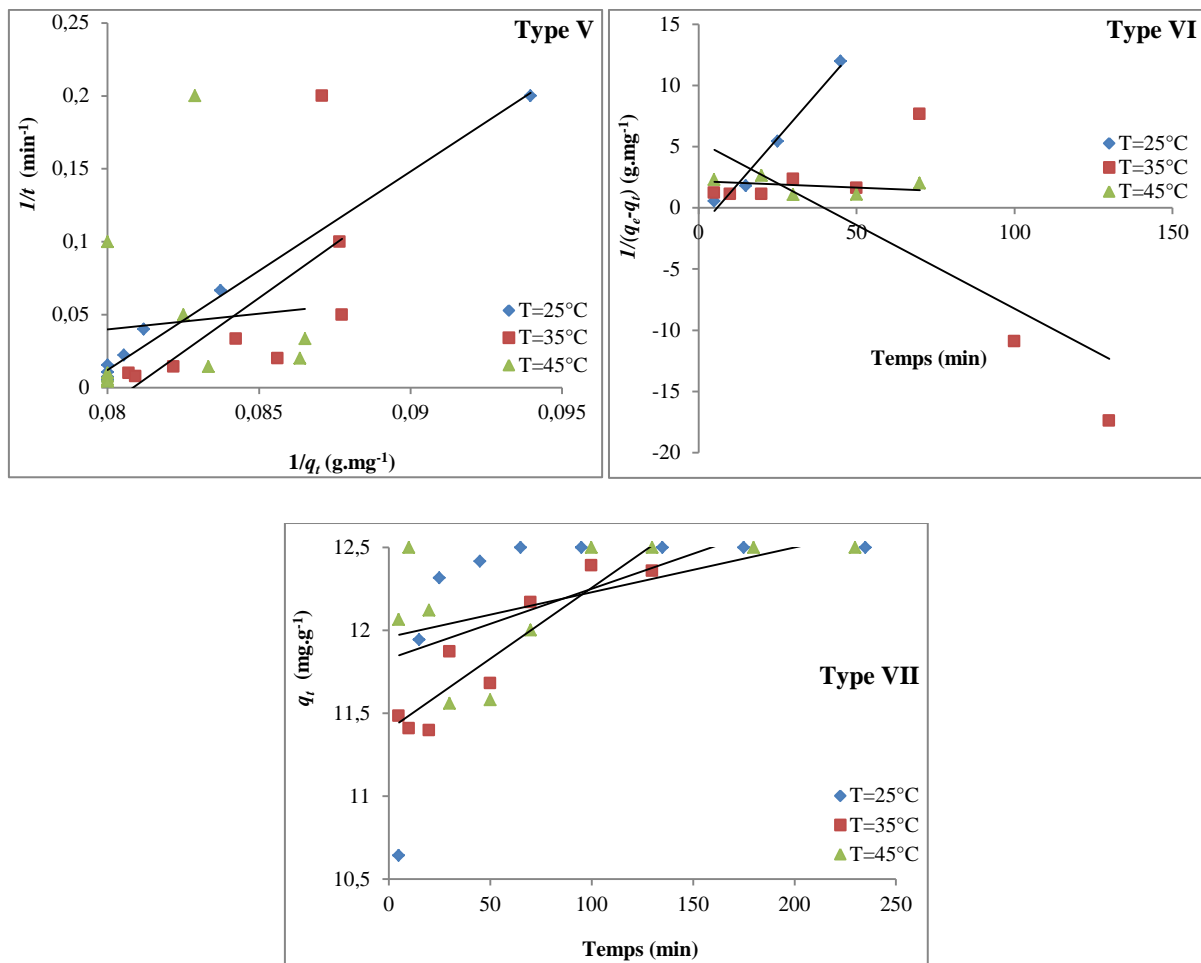 Type V
0,25
0,2
0,15
0,1
0,05
0
1/t (min⁻¹)
T=25°C
T=35°C
T=45°C
0,08 0,085 0,09 0,095
1/qₜ (g.mg⁻¹)
Type VI
15
10
5
0
-5
-10
-15
-20
1/(qₑ-qₜ) (g.mg⁻¹)
T=25°C
T=35°C
T=45°C
0 50 100 150
Temps (min)
12,5
12
11,5
11
10,5
qₜ (mg.g⁻¹)
Type VII
T=25°C
T=35°C
T=45°C
0 50 100 150 200 250
Temps (min)